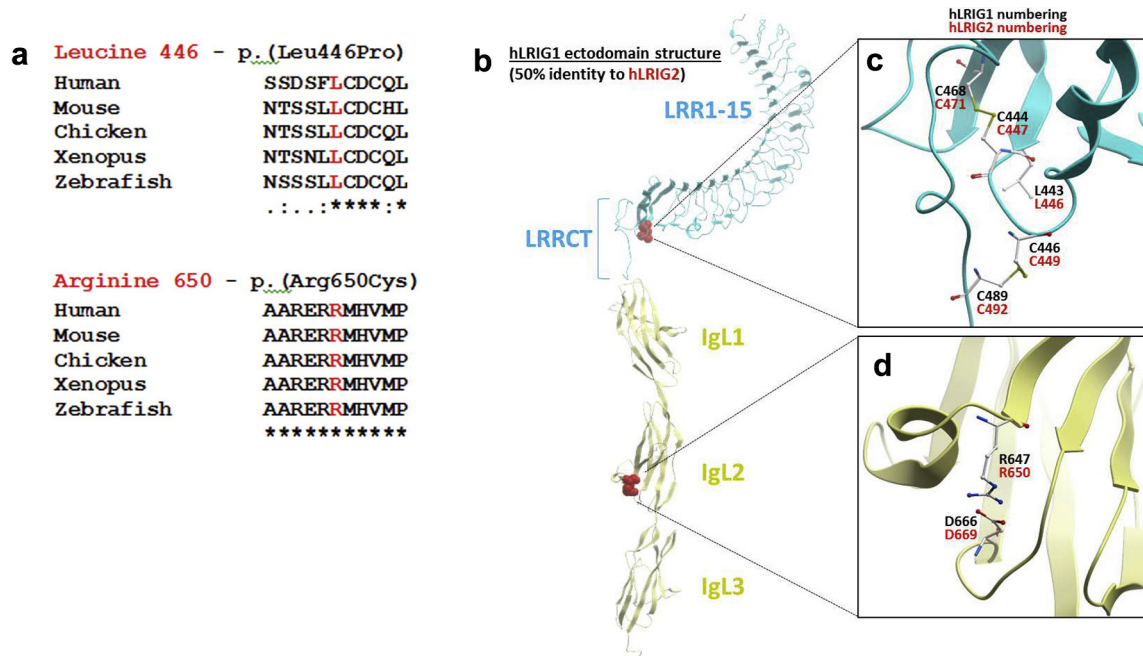 a
Leucine 446 - p.(Leu446Pro)
Human SSDSFLCDCQL
Mouse NTSSLLCDCHL
Chicken NTSSLLCDCQL
Xenopus NTSNLLCDCQL
Zebrafish NSSSLLCDCQL
.:..:****:*
Arginine 650 - p.(Arg650Cys)
Human AARERRMHVMP
Mouse AARERRMHVMP
Chicken AARERRMHVMP
Xenopus AARERRMHVMP
Zebrafish AARERRMHVMP
***********
b
hLRIG1 ectodomain structure
(50% identity to hLRIG2)
LRR1-15
LRRCT
IgL1
IgL2
IgL3
hLRIG1 numbering
hLRIG2 numbering
c
C468
C471
C444
C447
L443
L446
C446
C449
C489
C492
d
R647
R650
D666
D669